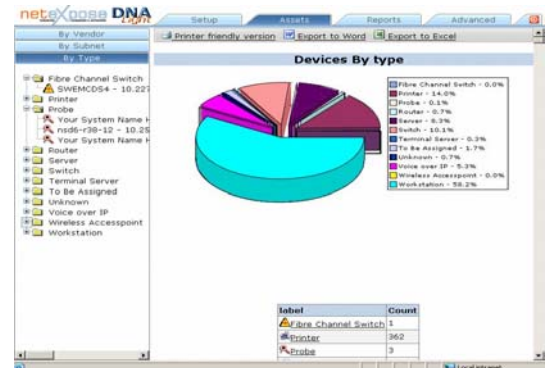 netexpose DNA
Light
Setup
Assets
Reports
Advanced
By Vendor
By Subnet
By Type
Printer friendly version
Export to Word
Export to Excel
Fibre Channel Switch
SWEMCDS4 - 10.227
Printer
Probe
Your System Name H
nsd6-r38-12 - 10.25
Your System Name H
Router
Server
Switch
Terminal Server
To Be Assigned
Unknown
Voice over IP
Wireless Accesspoint
Workstation
Devices By type
Fibre Channel Switch - 0.0%
Printer - 14.0%
Probe - 0.1%
Router - 0.7%
Server - 8.3%
Switch - 10.1%
Terminal Server - 0.3%
To Be Assigned - 1.7%
Unknown - 0.7%
Voice over IP - 5.3%
Wireless Accesspoint - 0.0%
Workstation - 58.2%
label Count
Fibre Channel Switch 1
Printer 362
Probe 3
Local intranet